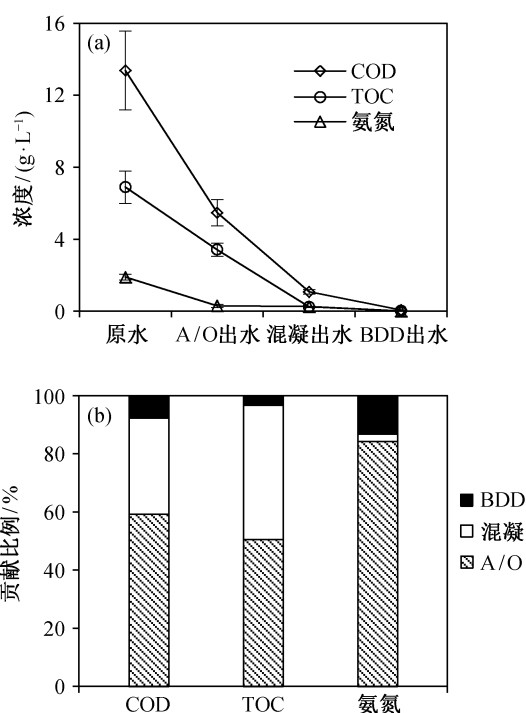 (a)
16
12
8
4
0
浓度/(g·L⁻¹)
COD
TOC
氨氮
原水 A/O出水 混凝出水 BDD出水
(b)
100
80
60
40
20
0
贡献比例/%
BDD
混凝
A/O
COD TOC 氨氮